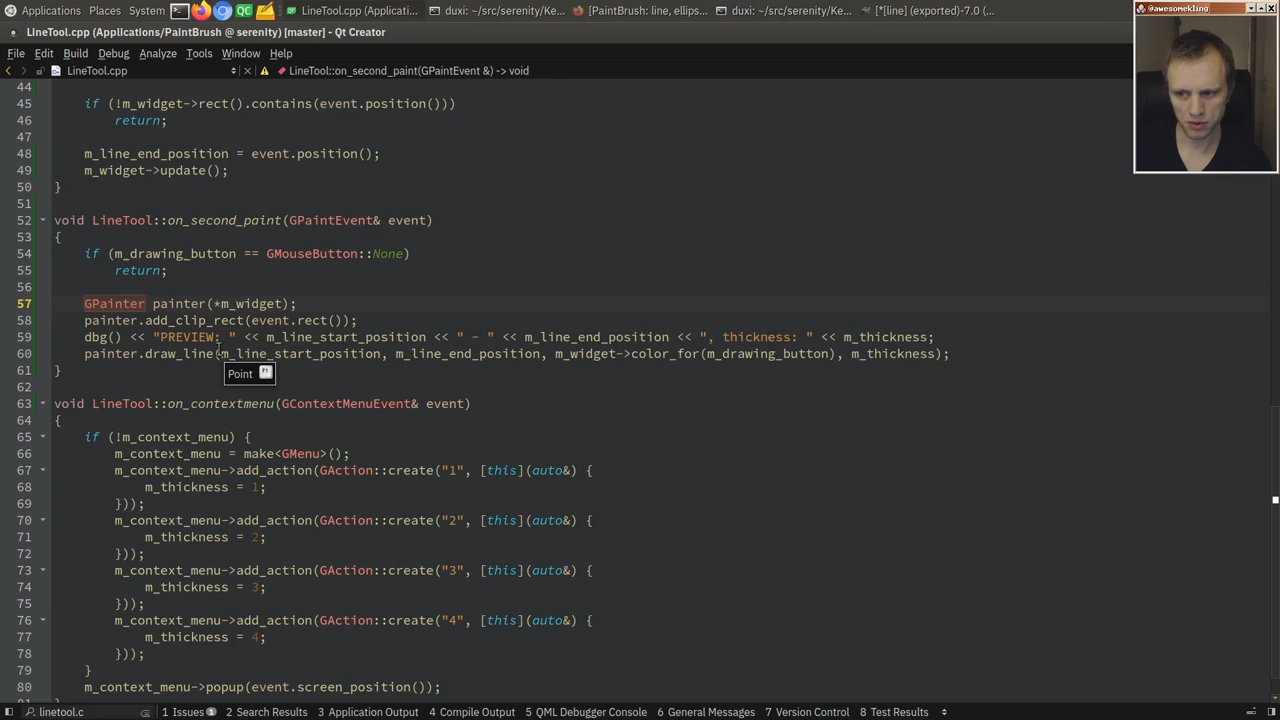 Applications Places System LineTool.cpp (Applications/P... dux: ~/src/serenity/Ke... [PaintBrush: line, ellips... dux: ~/src/serenity/Ke... [*[line] (exported)-7.0 (...
@awesomekling
LineTool.cpp (Applications/PaintBrush @ serenity) [master] - Qt Creator
File Edit Build Debug Analyze Tools Window Help
LineTool.cpp LineTool::on_second_paint(GPaintEvent &) -> void
44
45 if (!m_widget->rect().contains(event.position()))
46 return;
47
48 m_line_end_position = event.position();
49 m_widget->update();
50 }
51
52 void LineTool::on_second_paint(GPaintEvent& event)
53 {
54 if (m_drawing_button == GMouseButton::None)
55 return;
56
57 GPainter painter(*m_widget);
58 painter.add_clip_rect(event.rect());
59 dbg() << "PREVIEW: " << m_line_start_position << " - " << m_line_end_position << ", thickness: " << m_thickness;
60 painter.draw_line(m_line_start_position, m_line_end_position, m_widget->color_for(m_drawing_button), m_thickness);
61 }
Point F1
62
63 void LineTool::on_contextmenu(GContextMenuEvent& event)
64 {
65 if (!m_context_menu) {
66 m_context_menu = make<GMenu>();
67 m_context_menu->add_action(GAction::create("1", [this](auto&) {
68 m_thickness = 1;
69 }));
70 m_context_menu->add_action(GAction::create("2", [this](auto&) {
71 m_thickness = 2;
72 }));
73 m_context_menu->add_action(GAction::create("3", [this](auto&) {
74 m_thickness = 3;
75 }));
76 m_context_menu->add_action(GAction::create("4", [this](auto&) {
77 m_thickness = 4;
78 }));
79 }
80 m_context_menu->popup(event.screen_position());
81 }
linetool.c 1 Issues 1 2 Search Results 3 Application Output 4 Compile Output 5 QML Debugger Console 6 General Messages 7 Version Control 8 Test Results